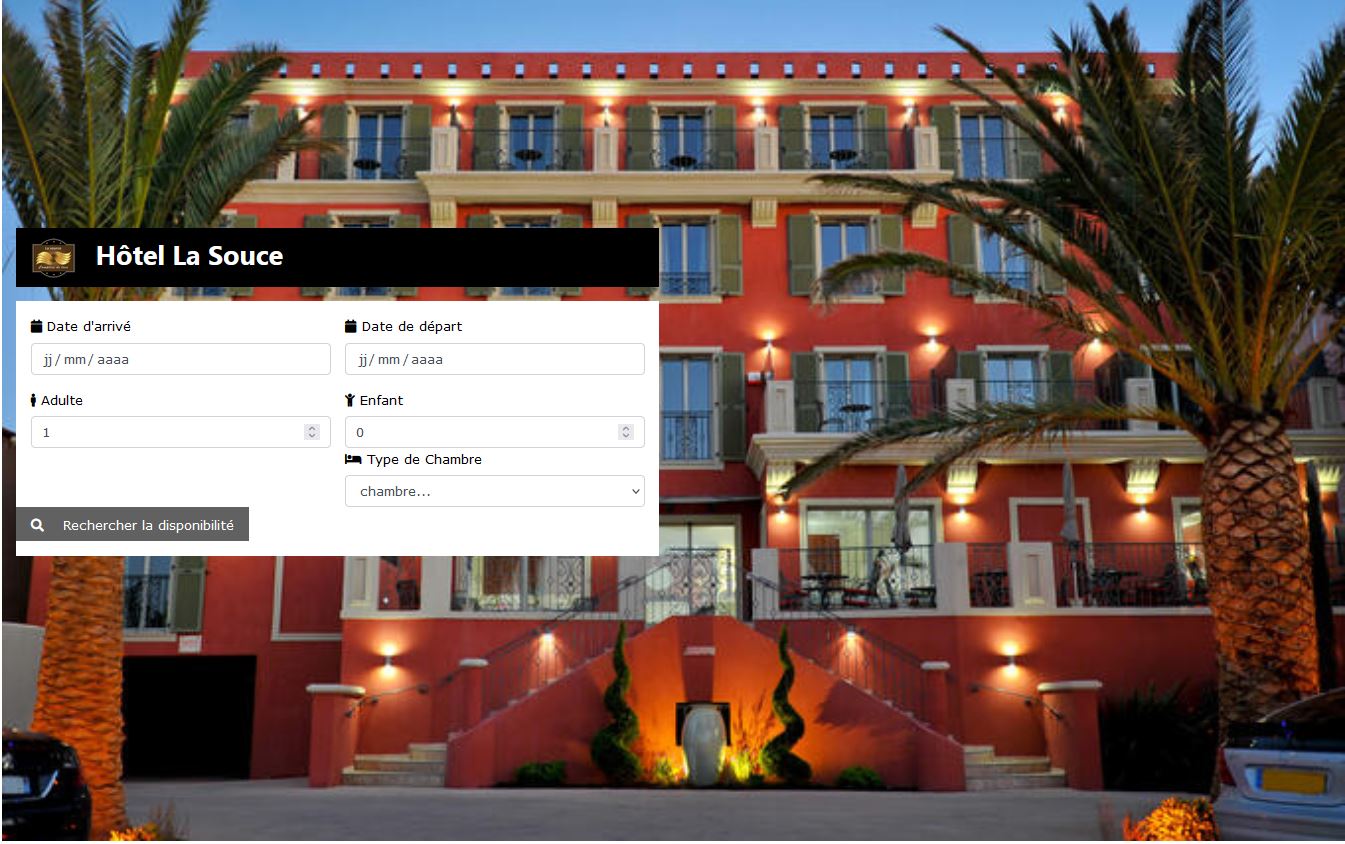 Hôtel La Souce
Date d'arrivé
Date de départ
jj / mm / aaaa
jj / mm / aaaa
Adulte
Enfant
1
0
Type de Chambre
chambre...
Rechercher la disponibilité